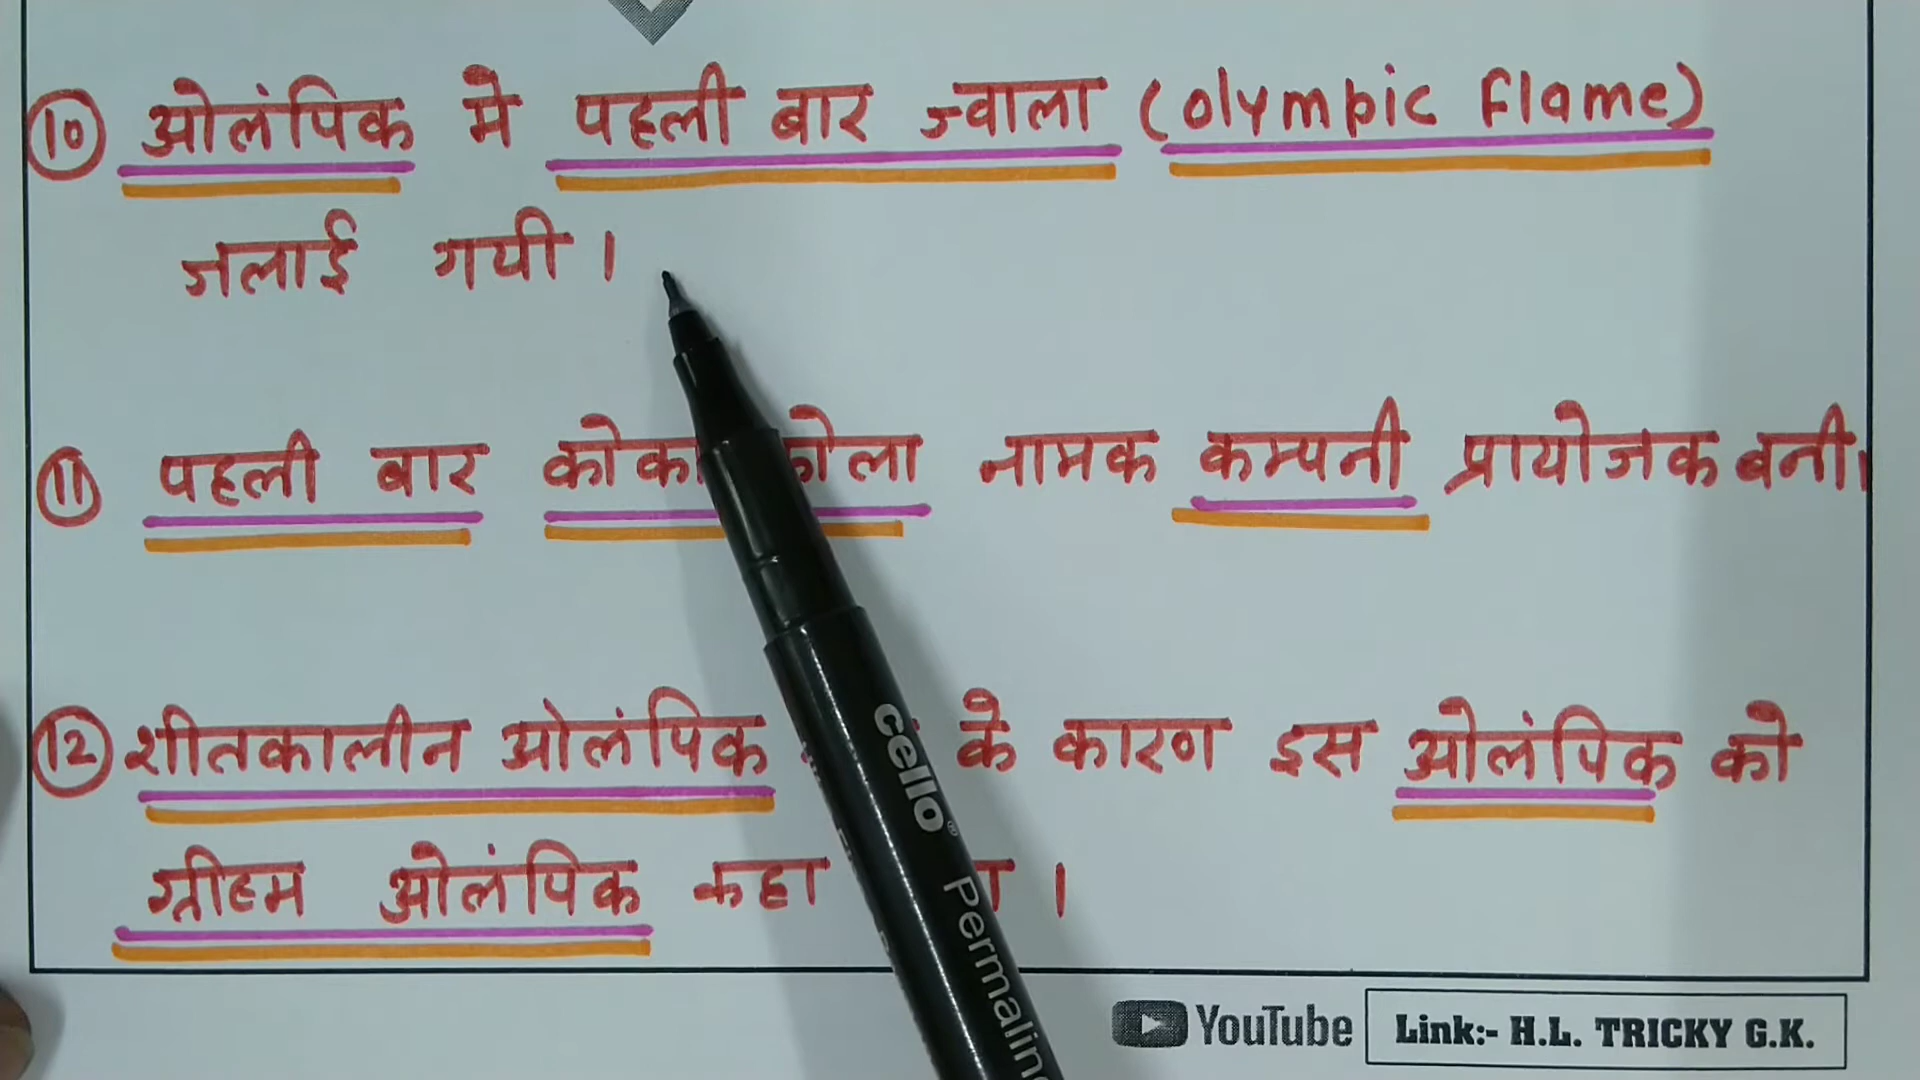 10 ओलंपिक मे पहली बार ज्वाला (Olympic Flame)
जलाई गयी ।
11 पहली बार कोका कोला नामक कम्पनी प्रायोजक बनी।
12 शीतकालीन ओलंपिक के कारण इस ओलंपिक को
ग्रीष्म ओलंपिक कहा ।
cello® Permaline
YouTube Link:- H.L. TRICKY G.K.